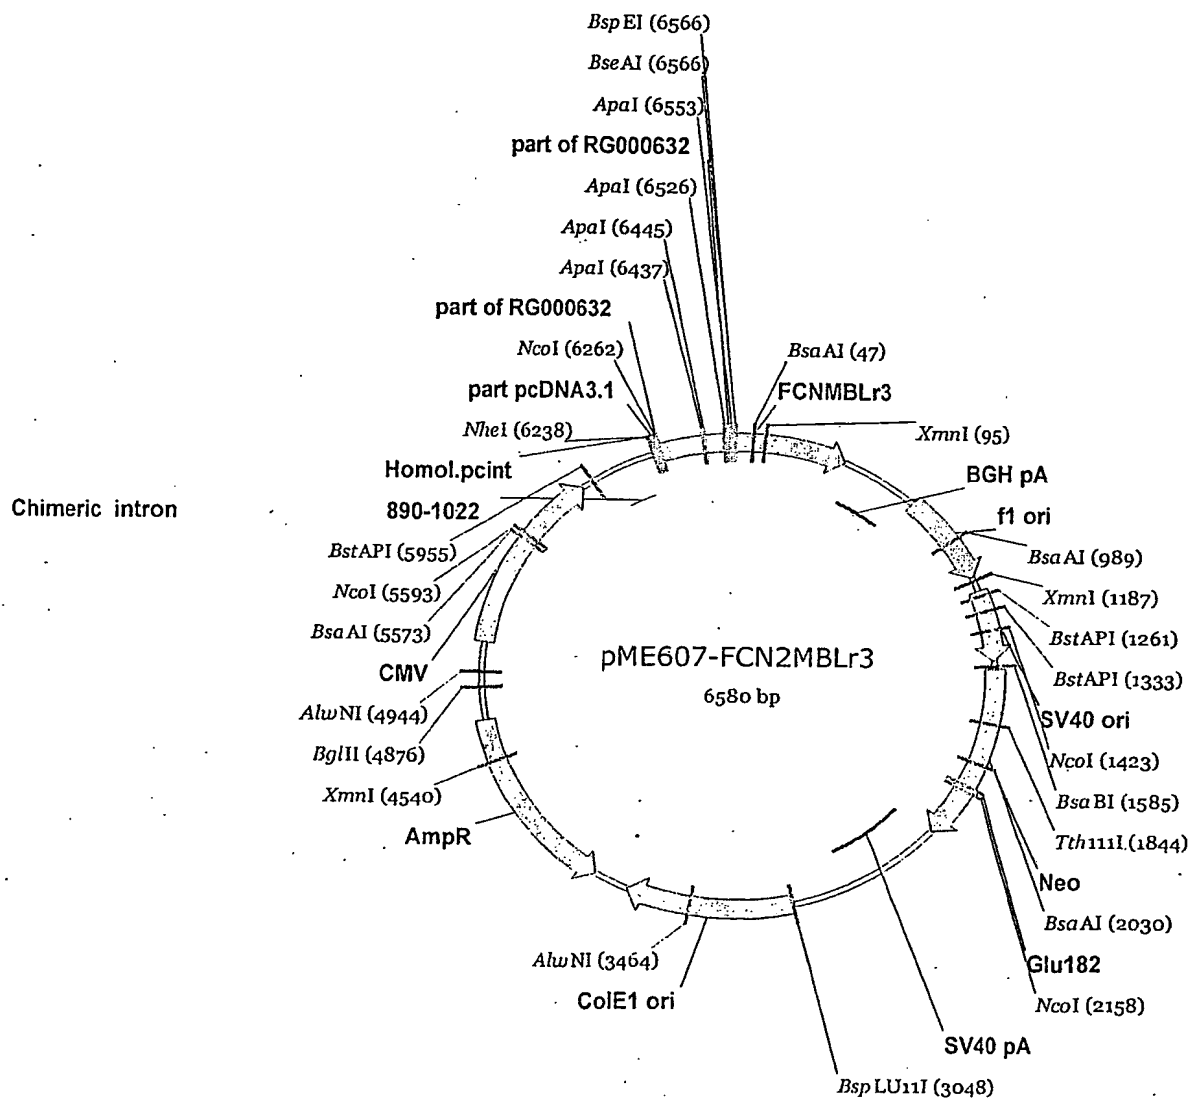 BspEI (6566)
BseAI (6566)
ApaI (6553)
part of RG000632
ApaI (6526)
ApaI (6445)
ApaI (6437)
part of RG000632
NcoI (6262)
part pcDNA3.1
NheI (6238)
Homol.pcint
890-1022
Chimeric intron
BstAPI (5955)
NcoI (5593)
BsaAI (5573)
CMV
AlwNI (4944)
BglII (4876)
XmnI (4540)
AmpR
BsaAI (47)
FCNMBLr3
XmnI (95)
BGH pA
f1 ori
BsaAI (989)
XmnI (1187)
BstAPI (1261)
BstAPI (1333)
SV40 ori
NcoI (1423)
BsaBI (1585)
Tth111I (1844)
Neo
BsaAI (2030)
Glu182
NcoI (2158)
SV40 pA
BspLU11I (3048)
AlwNI (3464)
ColE1 ori
pME607-FCN2MBLr3
6580 bp